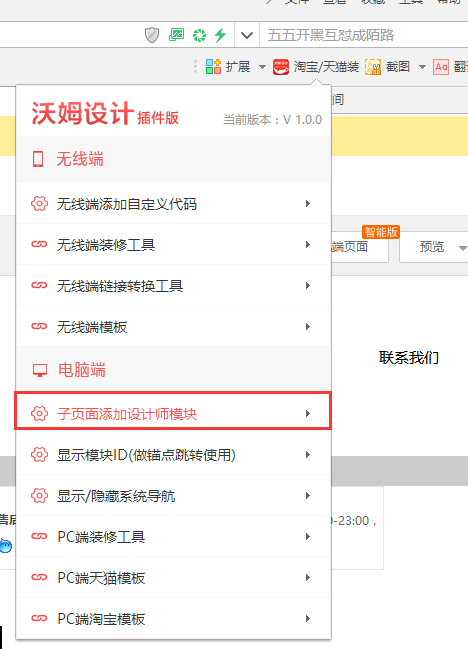 文件 查看 收藏 工具 帮助
五五开黑互怼成陌路
扩展 淘宝/天猫装 截图 Aa 翻
沃姆设计 插件版 当前版本：V 1.0.0
间
无线端
无线端添加自定义代码
智能版
无线端装修工具
端页面 预览
无线端链接转换工具
无线端模板
联系我们
电脑端
子页面添加设计师模块
显示模块ID(做锚点跳转使用)
显示/隐藏系统导航
售后
0-23:00，
PC端装修工具
PC端天猫模板
PC端淘宝模板